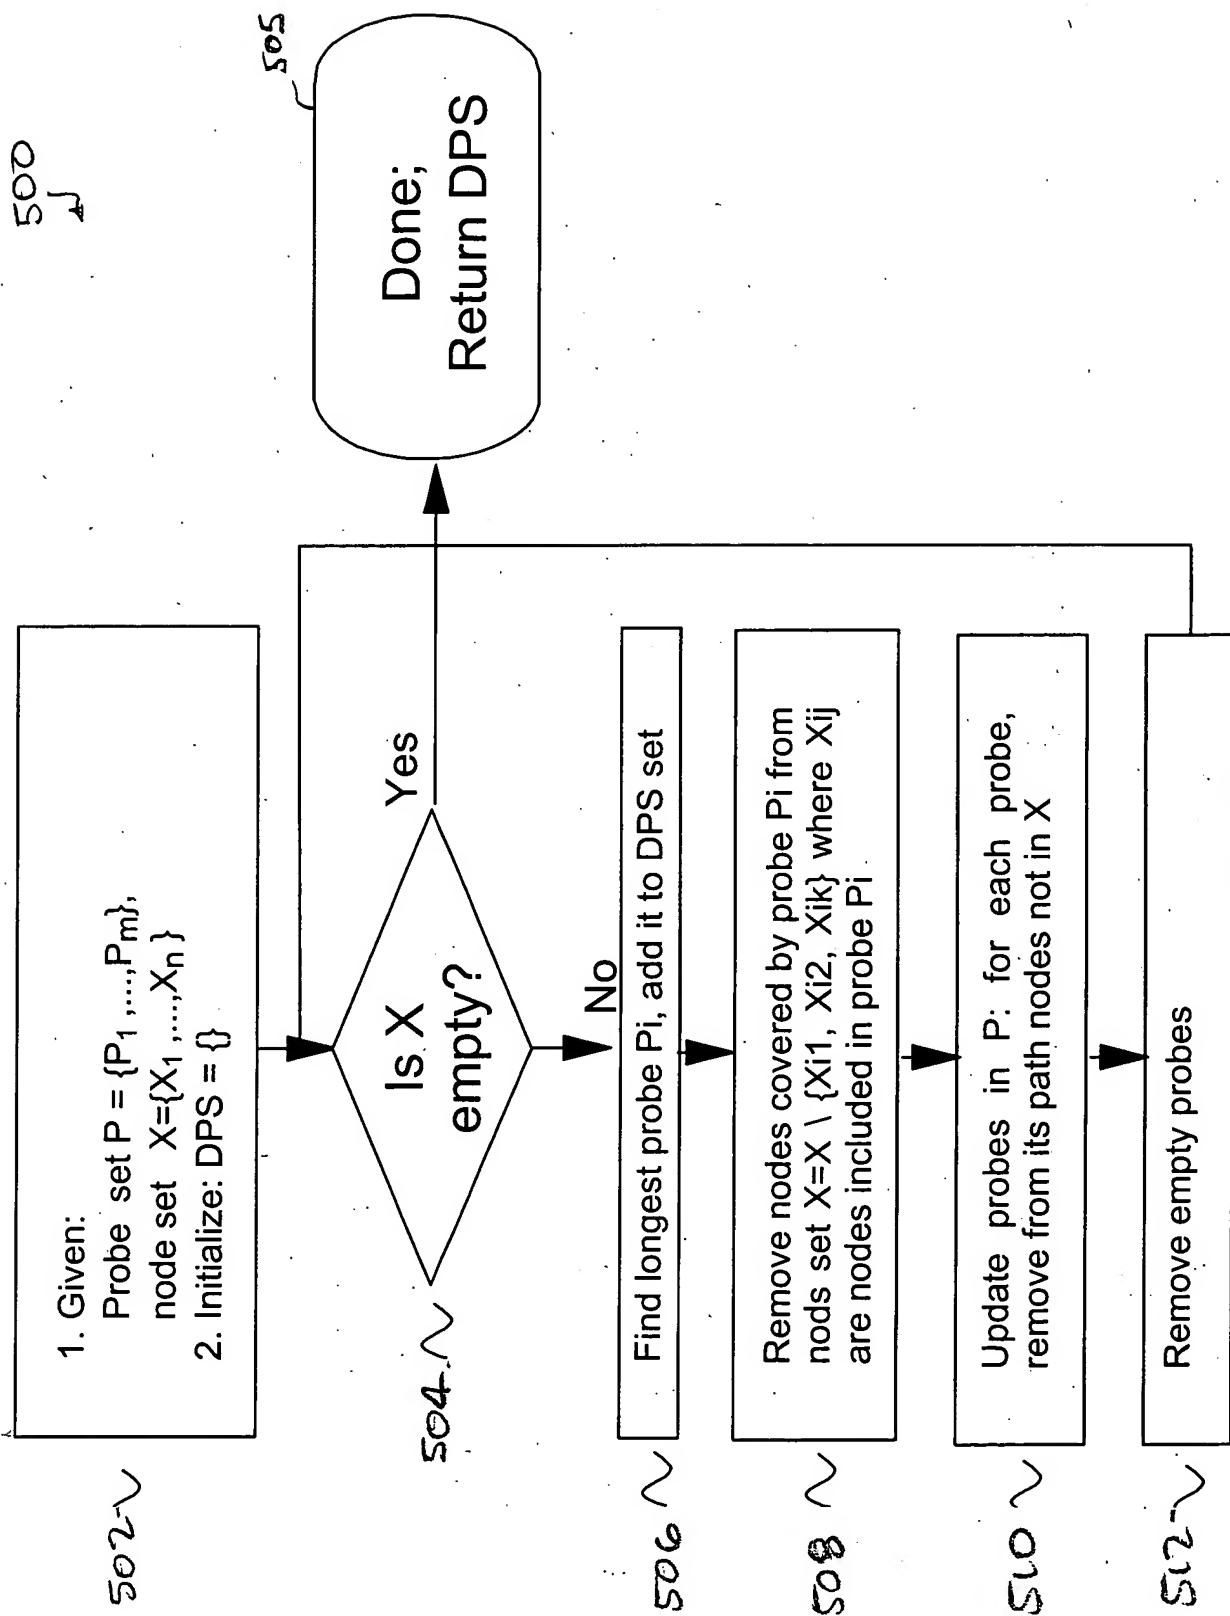 500
502
1. Given:
Probe set P = {P1 ,....,Pm},
node set X={X1 ,....,Xn}
2. Initialize: DPS = {}
504
Is X
empty?
Yes
505
Done;
Return DPS
No
506
Find longest probe Pi, add it to DPS set
508
Remove nodes covered by probe Pi from
nods set X=X \ {Xi1, Xi2, Xik} where Xij
are nodes included in probe Pi
510
Update probes in P: for each probe,
remove from its path nodes not in X
512
Remove empty probes